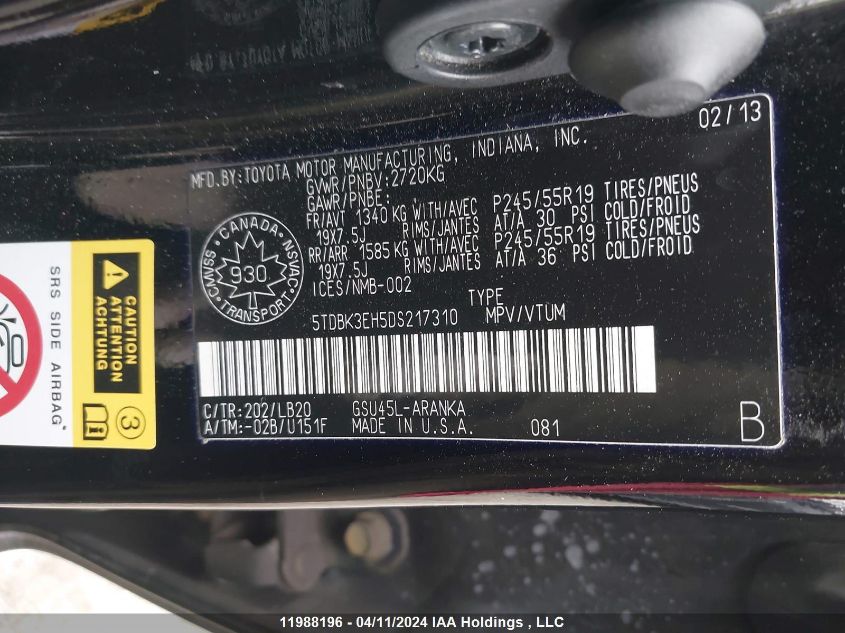 02/13
MFD.BY:TOYOTA MOTOR MANUFACTURING, INDIANA, INC.
GVWR/PNBV:2720KG
GAWR/PNBE:
FR/AVT 1340 KG WITH/AVEC P245/55R19 TIRES/PNEUS
19X7.5J RIMS/JANTES AT/A 30 PSI COLD/FROID
RR/ARR 1585 KG WITH/AVEC P245/55R19 TIRES/PNEUS
19X7.5J RIMS/JANTES AT/A 36 PSI COLD/FROID
ICES/NMB-002
CANADA
CMVSS NSVAC
930
TRANSPORT
TYPE
5TDBK3EH5DS217310 MPV/VTUM
C/TR:202/LB20 GSU45L-ARANKA
A/TM:-02B/U151F MADE IN U.S.A. 081 B
SRS SIDE AIRBAG
CAUTION
ATTENTION
3
11988196 - 04/11/2024 IAA Holdings , LLC